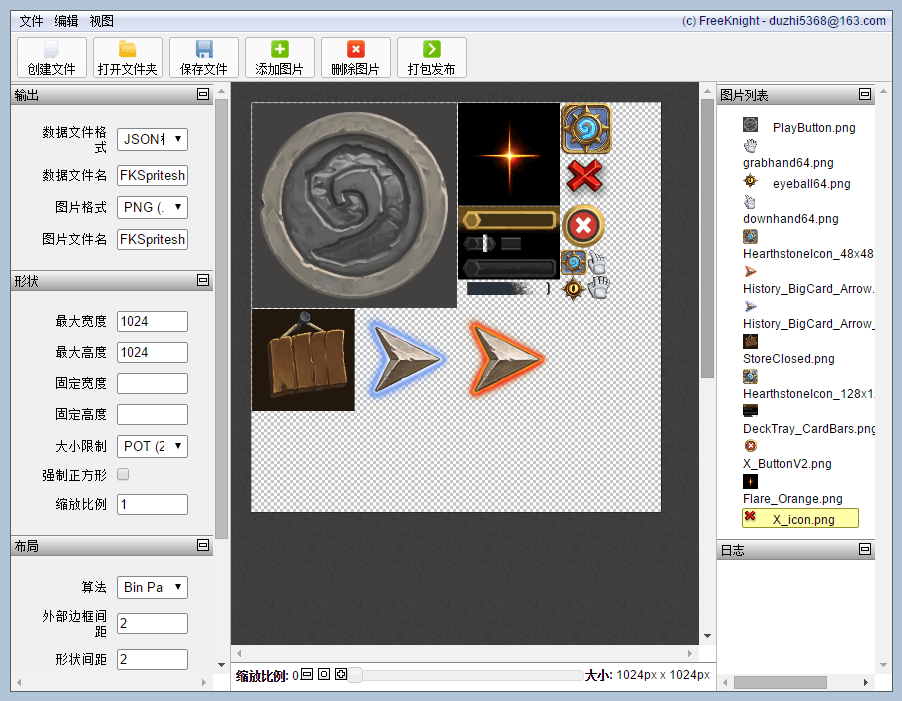 文件 编辑 视图 (c) FreeKnight - duzhi5368@163.com
创建文件 打开文件夹 保存文件 添加图片 删除图片 打包发布
输出
数据文件格式 JSON
数据文件名 FKSpritesh
图片格式 PNG (.
图片文件名 FKSpritesh
形状
最大宽度 1024
最大高度 1024
固定宽度
固定高度
大小限制 POT (2
强制正方形
缩放比例 1
布局
算法 Bin Pa
外部边框间距 2
形状间距 2
缩放比例: 0
大小: 1024px x 1024px
图片列表
PlayButton.png
grabhand64.png
eyeball64.png
downhand64.png
HearthstoneIcon_48x48
History_BigCard_Arrow.
History_BigCard_Arrow_
StoreClosed.png
HearthstoneIcon_128x1
DeckTray_CardBars.png
X_ButtonV2.png
Flare_Orange.png
X_icon.png
日志